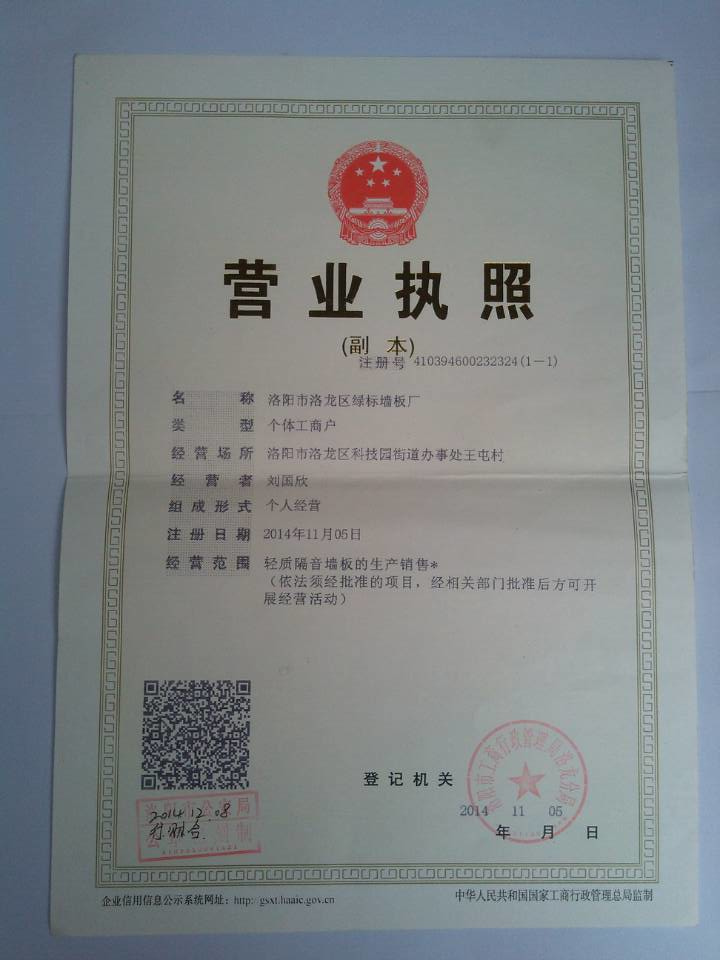 营业执照
(副 本)
注册号 410394600232324(1-1)
名称 洛阳市洛龙区绿标墙板厂
类型 个体工商户
经营场所 洛阳市洛龙区科技园街道办事处王屯村
经营者 刘国欣
组成形式 个人经营
注册日期 2014年11月05日
经营范围 轻质隔音墙板的生产销售*
（依法须经批准的项目，经相关部门批准后方可开
展经营活动）
登记机关
2014 11 05
年 月 日
2014.12.08
企业信用信息公示系统网址：http: gsxt.haaic.gov.cn
中华人民共和国国家工商行政管理总局监制